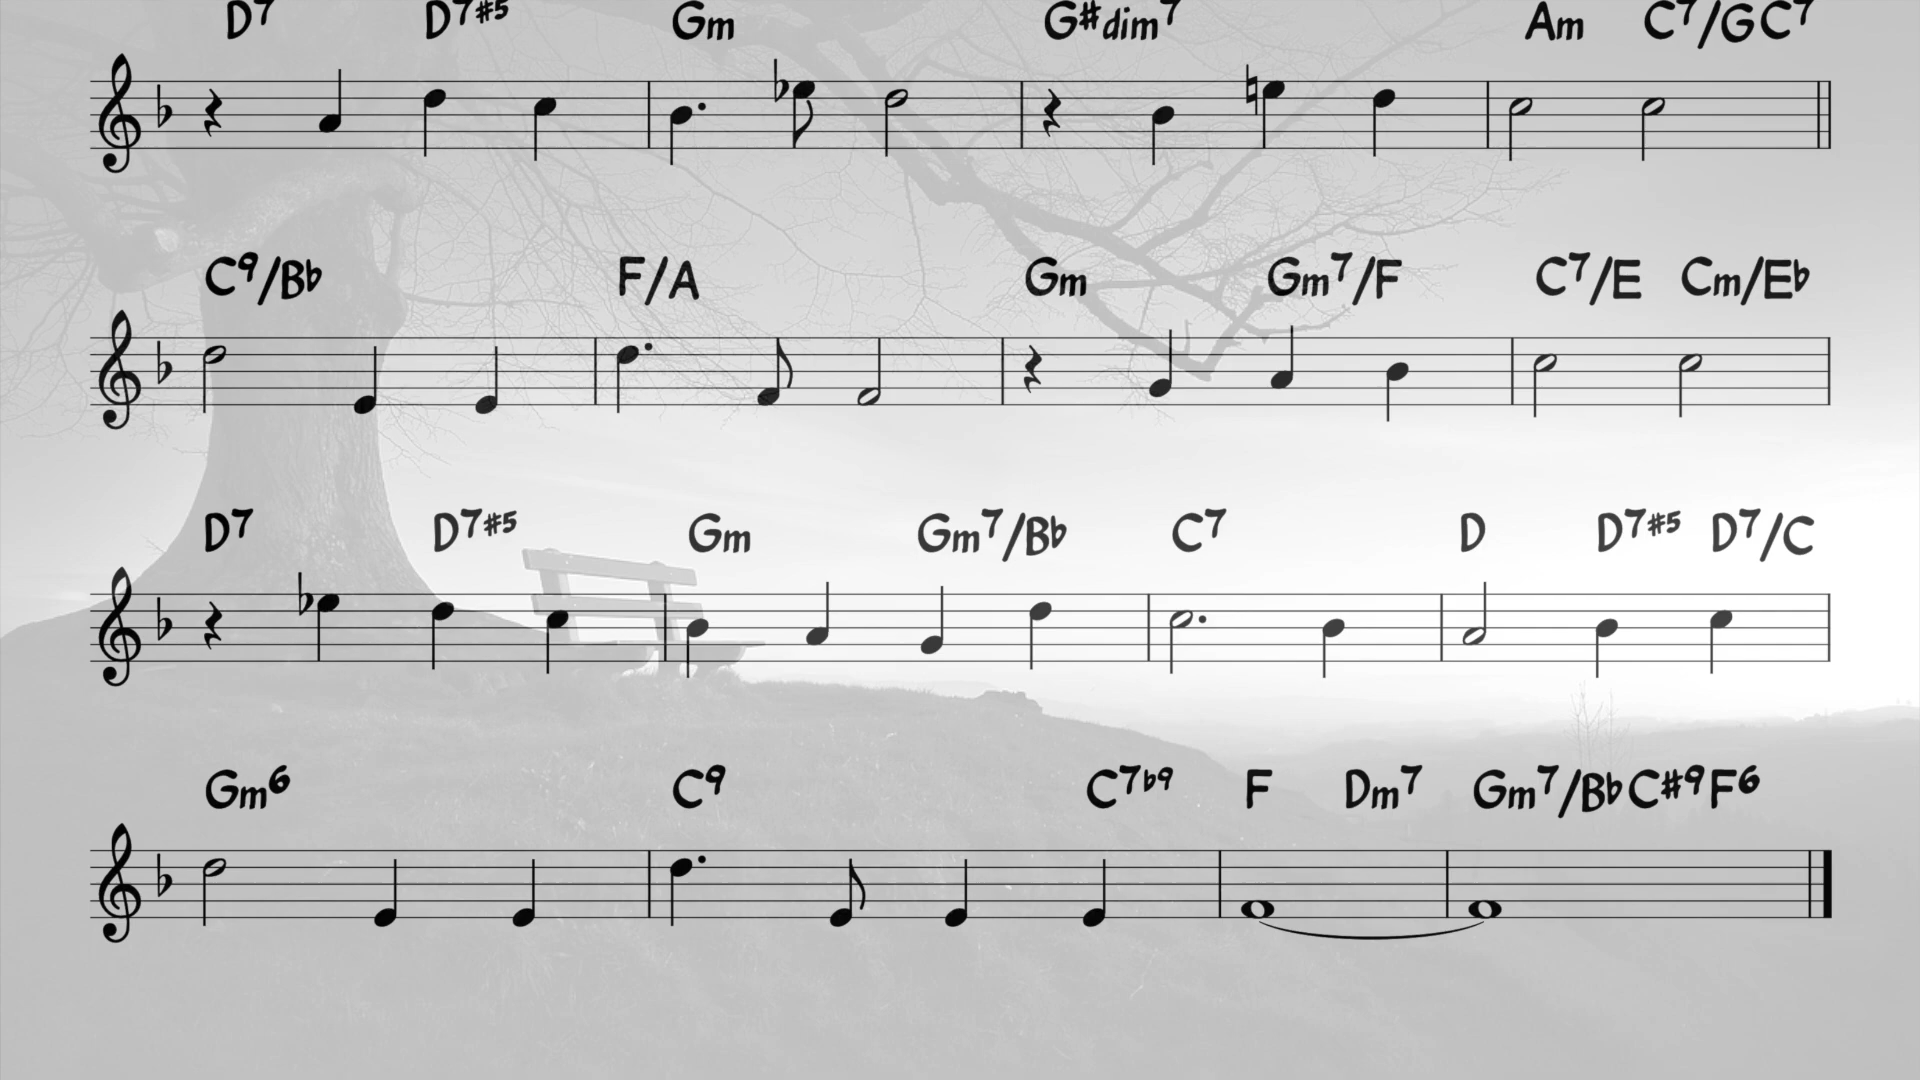 D7 D7#5 Gm G#dim7 Am C7/G C7
C9/Bb F/A Gm Gm7/F C7/E Cm/Eb
D7 D7#5 Gm Gm7/Bb C7 D D7#5 D7/C
Gm6 C9 C7b9 F Dm7 Gm7/Bb C#9 F6